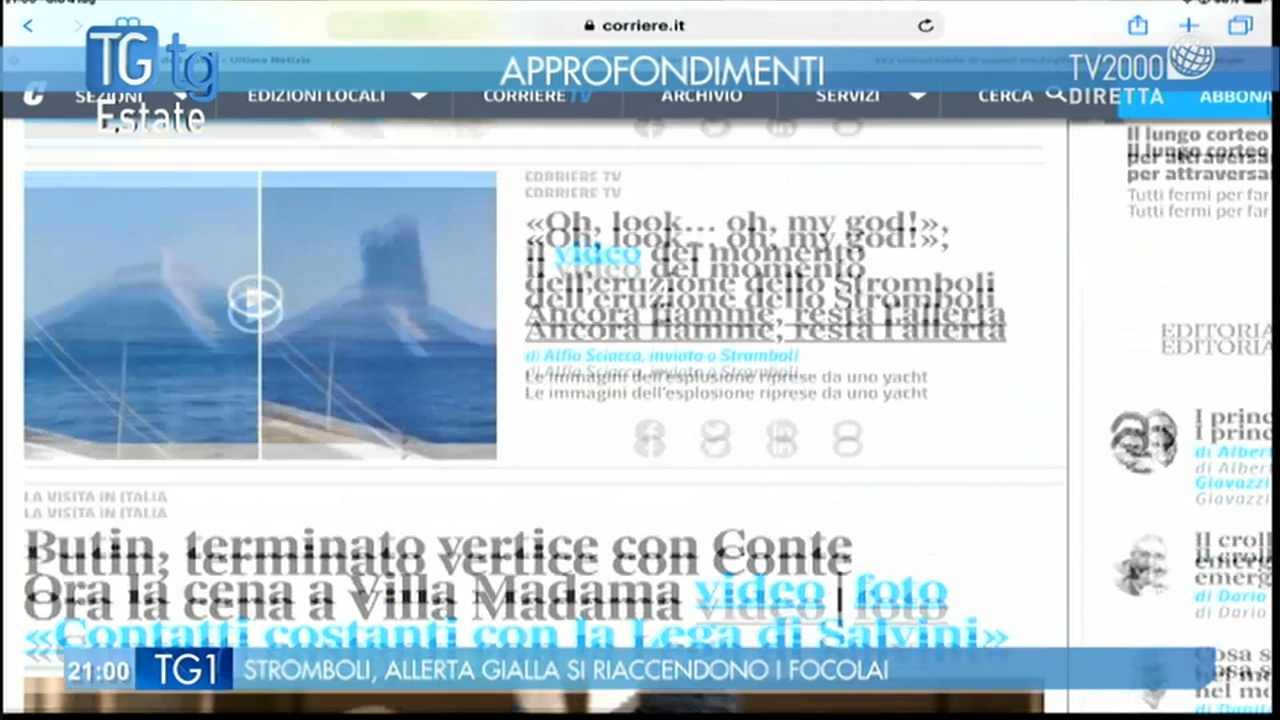 corriere.it
TG tg
Estate
APPROFONDIMENTI
TV2000
DIRETTA
SEZIONI
EDIZIONI LOCALI
CORRIERE TV
ARCHIVIO
SERVIZI
CERCA
ABBONA
Il lungo corteo
per attraversa
Tutti fermi per far
CORRIERE TV
«Oh, look... oh, my god!»,
il video del momento
dell'eruzione dello Stromboli
Ancora fiamme, resta l'allerta
di Alfio Sciacca, inviato a Stromboli
Le immagini dell'esplosione riprese da uno yacht
EDITORIA
I princ
di Albert
Giavazzi
LA VISITA IN ITALIA
Putin, terminato vertice con Conte
Ora la cena a Villa Madama video | foto
«Contatti costanti con la Lega di Salvini»
Il croll
emerg
di Dario
Cosa s
nel mo
21:00 TG1 STROMBOLI, ALLERTA GIALLA SI RIACCENDONO I FOCOLAI